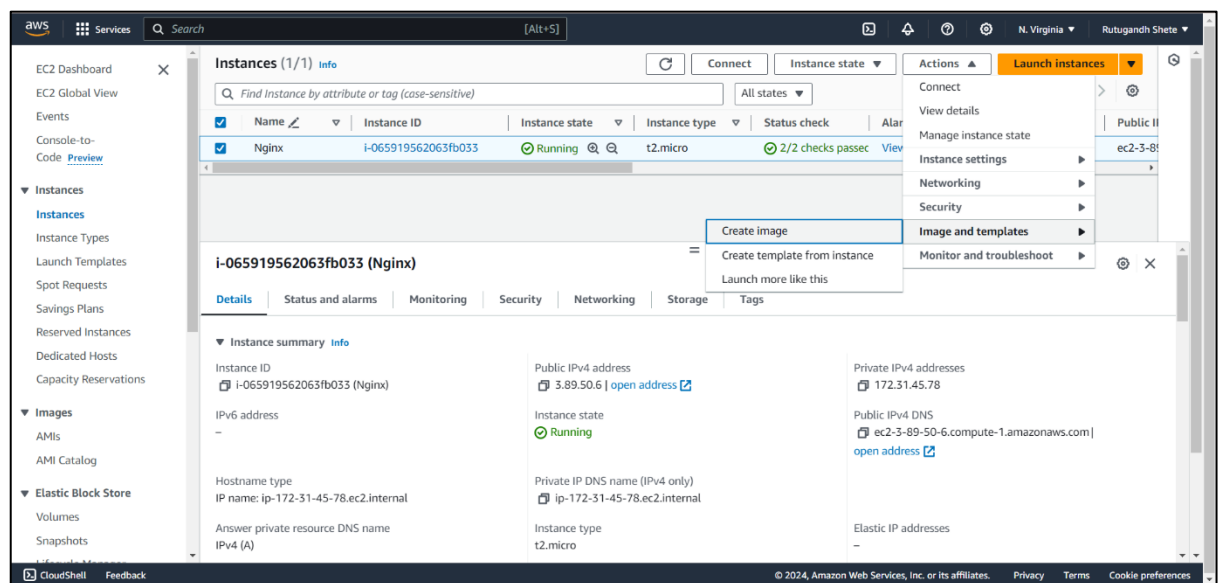 aws
Services
Search
[Alt+S]
N. Virginia
Rutugandh Shete
EC2 Dashboard
EC2 Global View
Events
Console-to-
Code Preview
Instances
Instances
Instance Types
Launch Templates
Spot Requests
Savings Plans
Reserved Instances
Dedicated Hosts
Capacity Reservations
Images
AMIs
AMI Catalog
Elastic Block Store
Volumes
Snapshots
Instances (1/1) Info
Connect
Instance state
Actions
Launch instances
Find Instance by attribute or tag (case-sensitive)
All states
Name Instance ID Instance state Instance type Status check Alar Public I
Nginx i-065919562063fb033 Running t2.micro 2/2 checks passec View ec2-3-89
Connect
View details
Manage instance state
Instance settings
Networking
Security
Image and templates
Monitor and troubleshoot
Create image
Create template from instance
Launch more like this
i-065919562063fb033 (Nginx)
Details Status and alarms Monitoring Security Networking Storage Tags
Instance summary Info
Instance ID
i-065919562063fb033 (Nginx)
Public IPv4 address
3.89.50.6 | open address
Private IPv4 addresses
172.31.45.78
IPv6 address
–
Instance state
Running
Public IPv4 DNS
ec2-3-89-50-6.compute-1.amazonaws.com |
open address
Hostname type
IP name: ip-172-31-45-78.ec2.internal
Private IP DNS name (IPv4 only)
ip-172-31-45-78.ec2.internal
Answer private resource DNS name
IPv4 (A)
Instance type
t2.micro
Elastic IP addresses
–
CloudShell Feedback
© 2024, Amazon Web Services, Inc. or its affiliates. Privacy Terms Cookie preferences